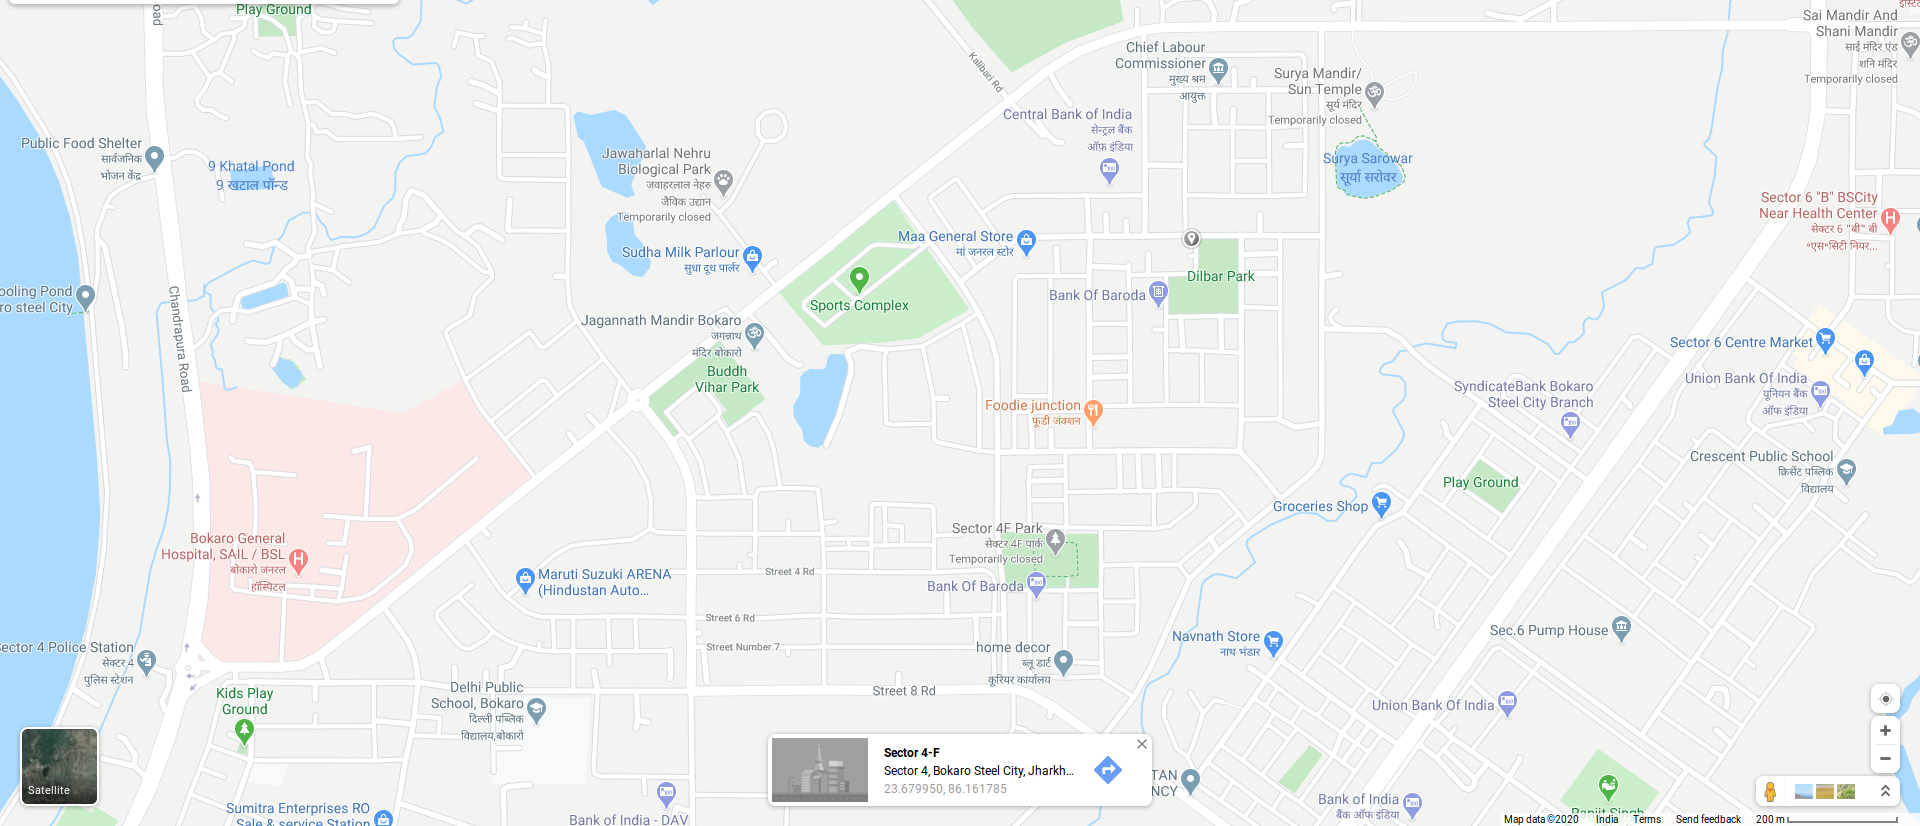 Play Ground
Kalibari Rd
Chief Labour
Commissioner
मुख्य श्रम
आयुक्त
Sai Mandir And
Shani Mandir
साई मंदिर एंड
शनि मंदिर
Temporarily closed
Surya Mandir/
Sun Temple
सूर्य मंदिर
Temporarily closed
Central Bank of India
सेन्ट्रल बैंक
ऑफ़ इंडिया
Public Food Shelter
सार्वजनिक
भोजन केंद्र
9 Khatal Pond
9 खटाल पॉन्ड
Jawaharlal Nehru
Biological Park
जवाहरलाल नेहरु
जैविक उद्यान
Temporarily closed
Surya Sarowar
सूर्या सरोवर
Sector 6 "B" BSCity
Near Health Center
सेक्टर 6 "बी" बी
॰एस॰सिटी नियर...
Maa General Store
मां जनरल स्टोर
Sudha Milk Parlour
सुधा दूध पार्लर
Dilbar Park
Bank Of Baroda
ooling Pond
ro steel City
Chandrapura Road
Sports Complex
Jagannath Mandir Bokaro
जगन्नाथ
मंदिर बोकारो
Sector 6 Centre Market
Buddh
Vihar Park
Union Bank Of India
यूनियन बैंक
ऑफ इंडिया
SyndicateBank Bokaro
Steel City Branch
Foodie junction
फूडी जंक्शन
Crescent Public School
क्रिसेंट पब्लिक
विद्यालय
Play Ground
Groceries Shop
Bokaro General
Hospital, SAIL / BSL
बोकारो जनरल
हॉस्पिटल
Sector 4F Park
सेक्टर 4F पार्क
Temporarily closed
Street 4 Rd
Maruti Suzuki ARENA
(Hindustan Auto...
Bank Of Baroda
Street 6 Rd
Sec.6 Pump House
Navnath Store
नाथ भंडार
Street Number 7
home decor
ब्लू डार्ट
कूरियर कार्यालय
Sector 4 Police Station
सेक्टर 4
पुलिस स्टेशन
Kids Play
Ground
Delhi Public
School, Bokaro
दिल्ली पब्लिक
विद्यालय,बोकारो
Street 8 Rd
Union Bank Of India
Sector 4-F
Sector 4, Bokaro Steel City, Jharkh...
23.679950, 86.161785
TAN
NCY
Satellite
Sumitra Enterprises RO
Sale & service Station
Bank of India - DAV
Bank of India
बैंक ऑफ इंडिया
Ranjit Singh
Map data ©2020 India Terms Send feedback 200 m